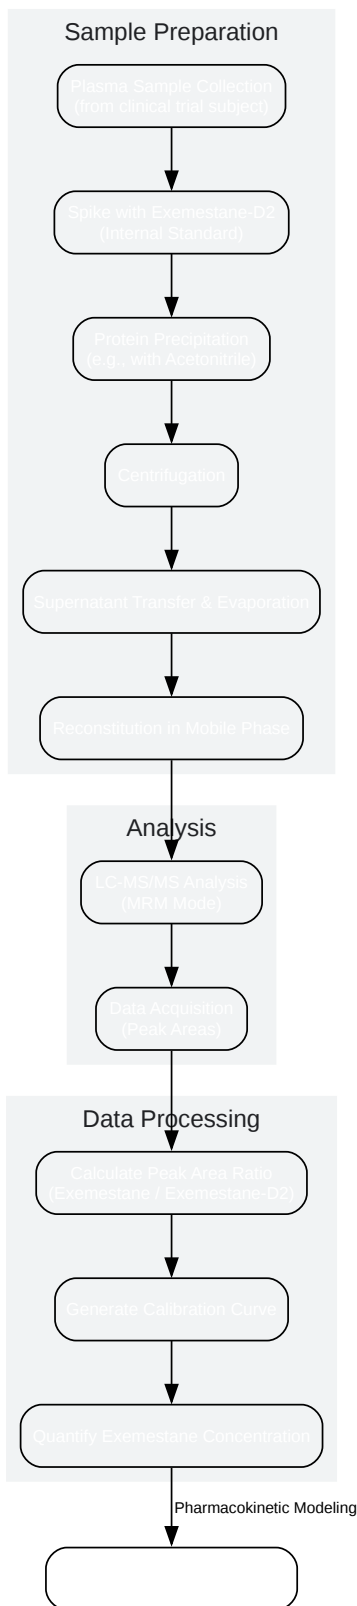 Sample Preparation
Plasma Sample Collection
(from clinical trial subject)
Spike with Exemestane-D2
(Internal Standard)
Protein Precipitation
(e.g., with Acetonitrile)
Centrifugation
Supernatant Transfer & Evaporation
Reconstitution in Mobile Phase
Analysis
LC-MS/MS Analysis
(MRM Mode)
Data Acquisition
(Peak Areas)
Data Processing
Calculate Peak Area Ratio
(Exemestane / Exemestane-D2)
Generate Calibration Curve
Quantify Exemestane Concentration
Pharmacokinetic Modeling